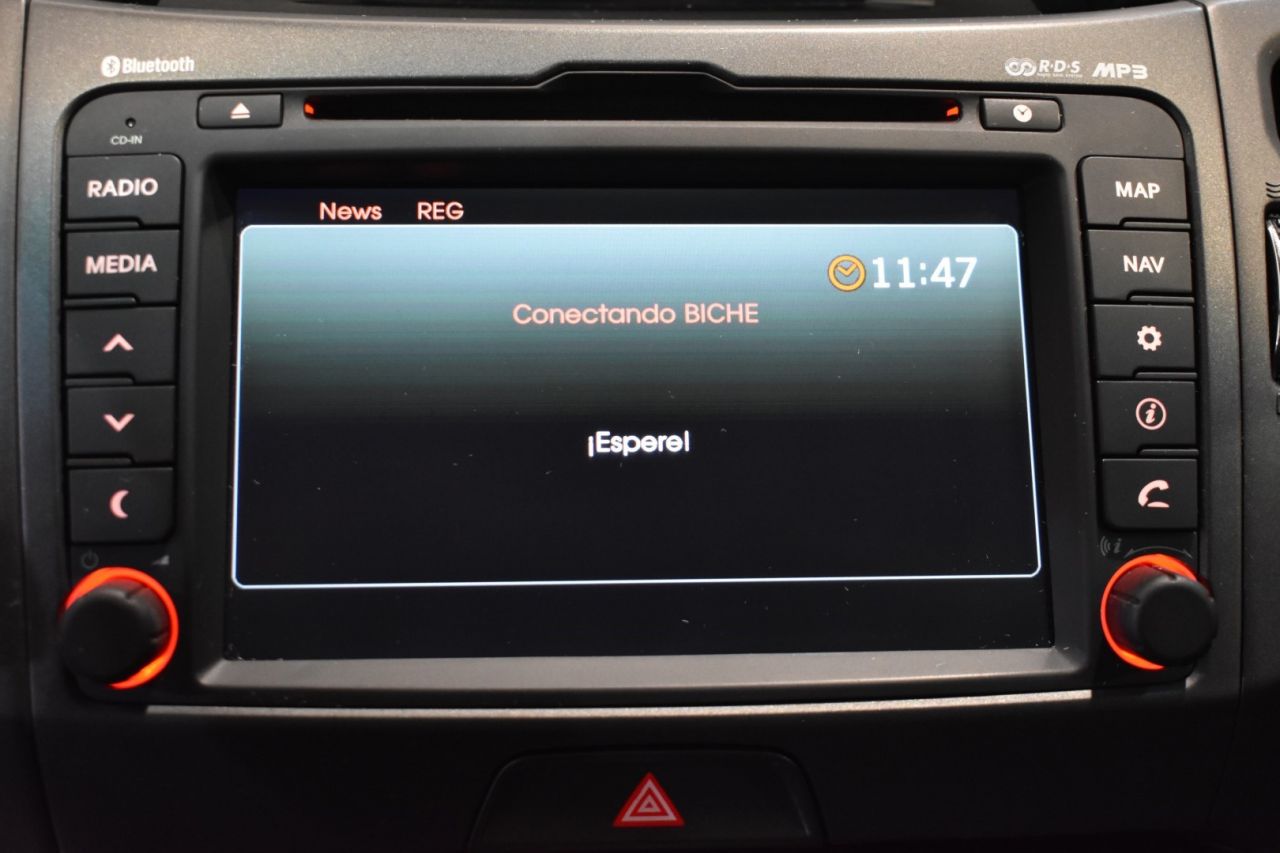 Bluetooth
R·D·S MP3
CD-IN
RADIO
MEDIA
MAP
NAV
News REG
11:47
Conectando BICHE
¡Espere!